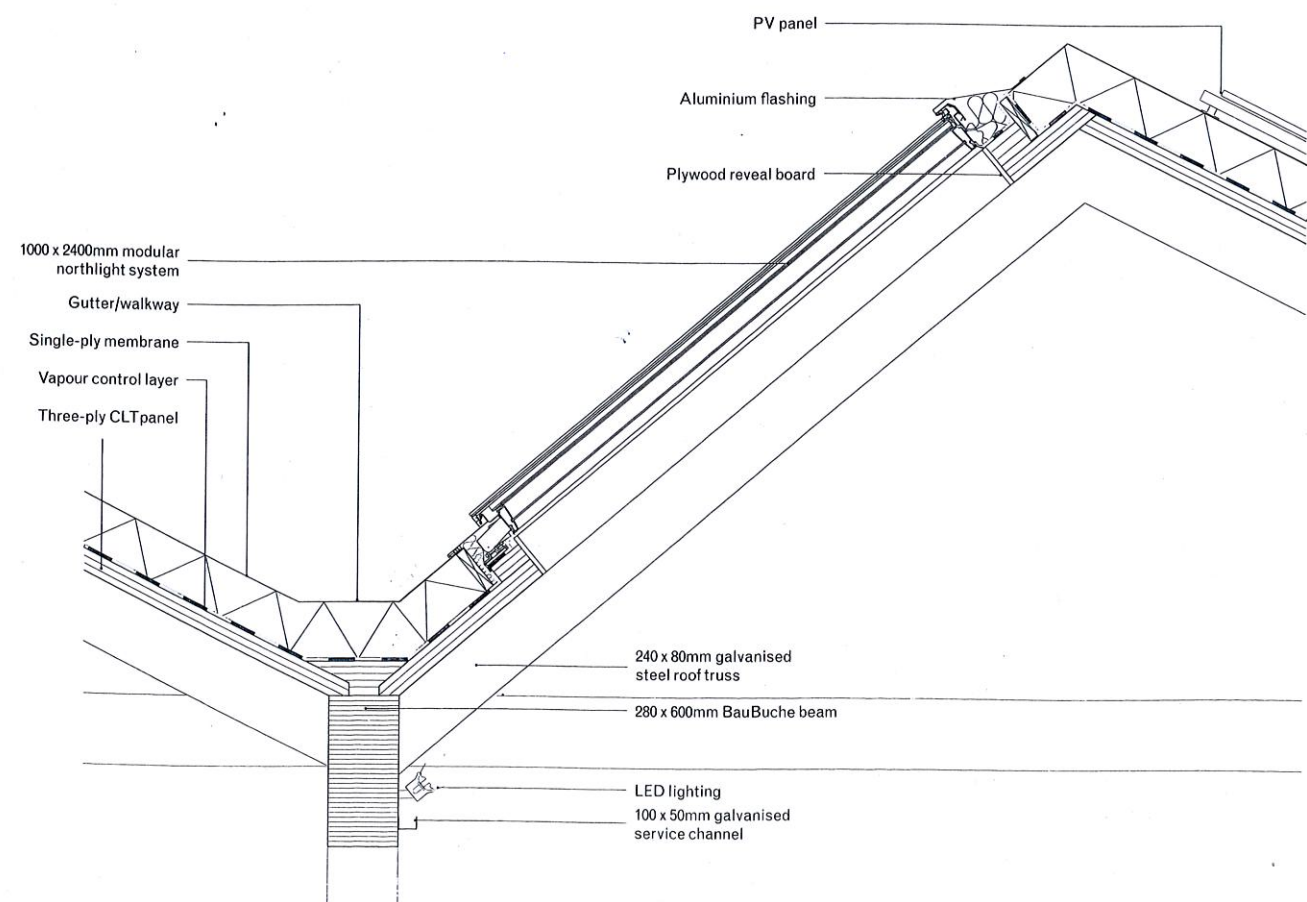 PV panel
Aluminium flashing
Plywood reveal board
1000 x 2400mm modular
northlight system
Gutter/walkway
Single-ply membrane
Vapour control layer
Three-ply CLT panel
240 x 80mm galvanised
steel roof truss
280 x 600mm BauBuche beam
LED lighting
100 x 50mm galvanised
service channel